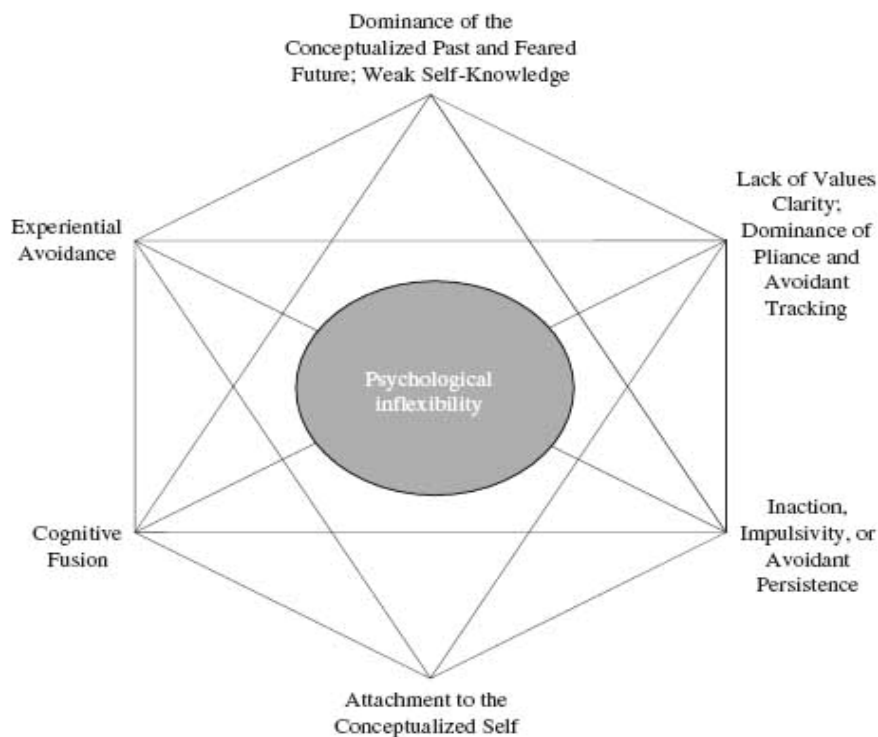 Dominance of the
Conceptualized Past and Feared
Future; Weak Self-Knowledge
Experiential
Avoidance
Lack of Values
Clarity;
Dominance of
Pliance and
Avoidant
Tracking
Psychological
inflexibility
Cognitive
Fusion
Inaction,
Impulsivity, or
Avoidant
Persistence
Attachment to the
Conceptualized Self